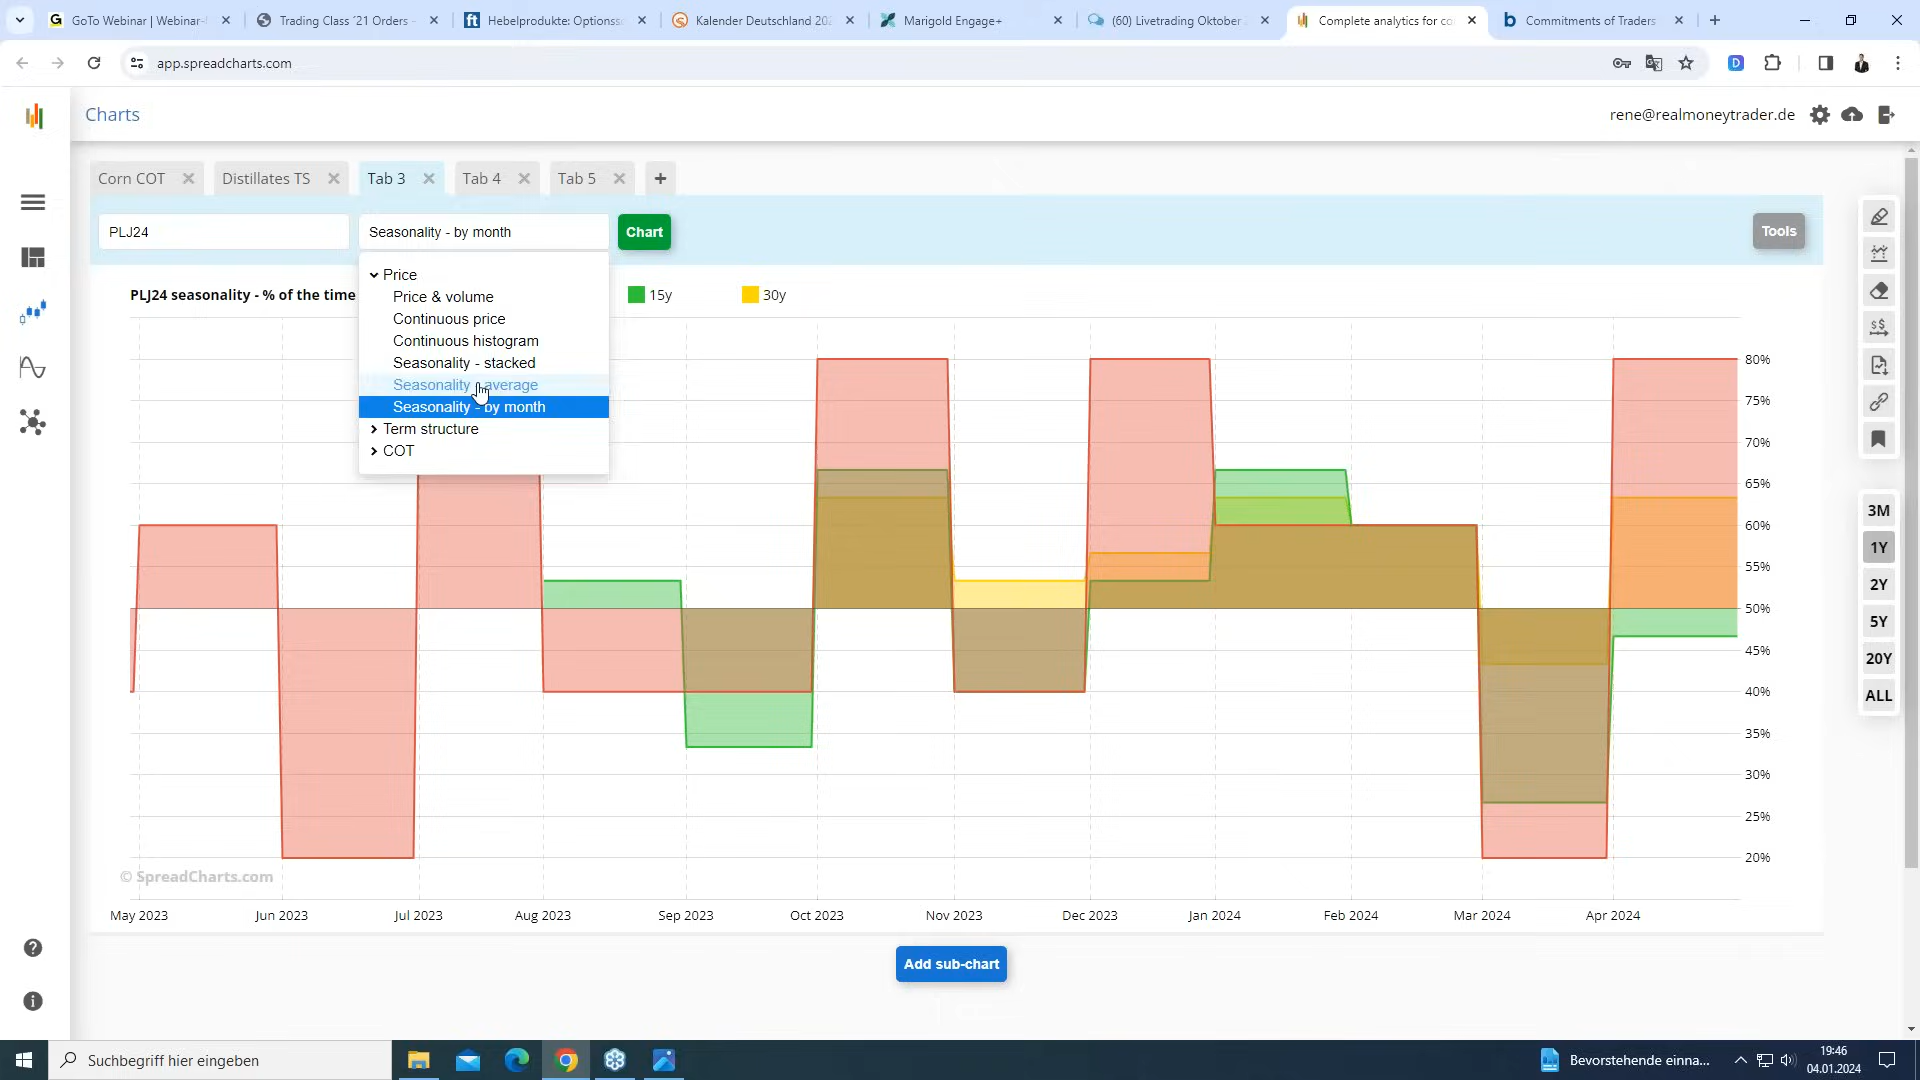 GoTo Webinar | Webinar-
Trading Class '21 Orders -
ft Hebelprodukte: Optionssc
Kalender Deutschland 202
Marigold Engage+
(60) Livetrading Oktober 2
Complete analytics for co
Commitments of Traders
app.spreadcharts.com
Charts
rene@realmoneytrader.de
Corn COT
Distillates TS
Tab 3
Tab 4
Tab 5
PLJ24
Seasonality - by month
Chart
Tools
Price
Price & volume
Continuous price
Continuous histogram
Seasonality - stacked
Seasonality - average
Seasonality - by month
Term structure
COT
PLJ24 seasonality - % of the time
15y
30y
80%
75%
70%
65%
60%
55%
50%
45%
40%
35%
30%
25%
20%
3M
1Y
2Y
5Y
20Y
ALL
© SpreadCharts.com
May 2023
Jun 2023
Jul 2023
Aug 2023
Sep 2023
Oct 2023
Nov 2023
Dec 2023
Jan 2024
Feb 2024
Mar 2024
Apr 2024
Add sub-chart
Suchbegriff hier eingeben
Bevorstehende einna...
19:46
04.01.2024